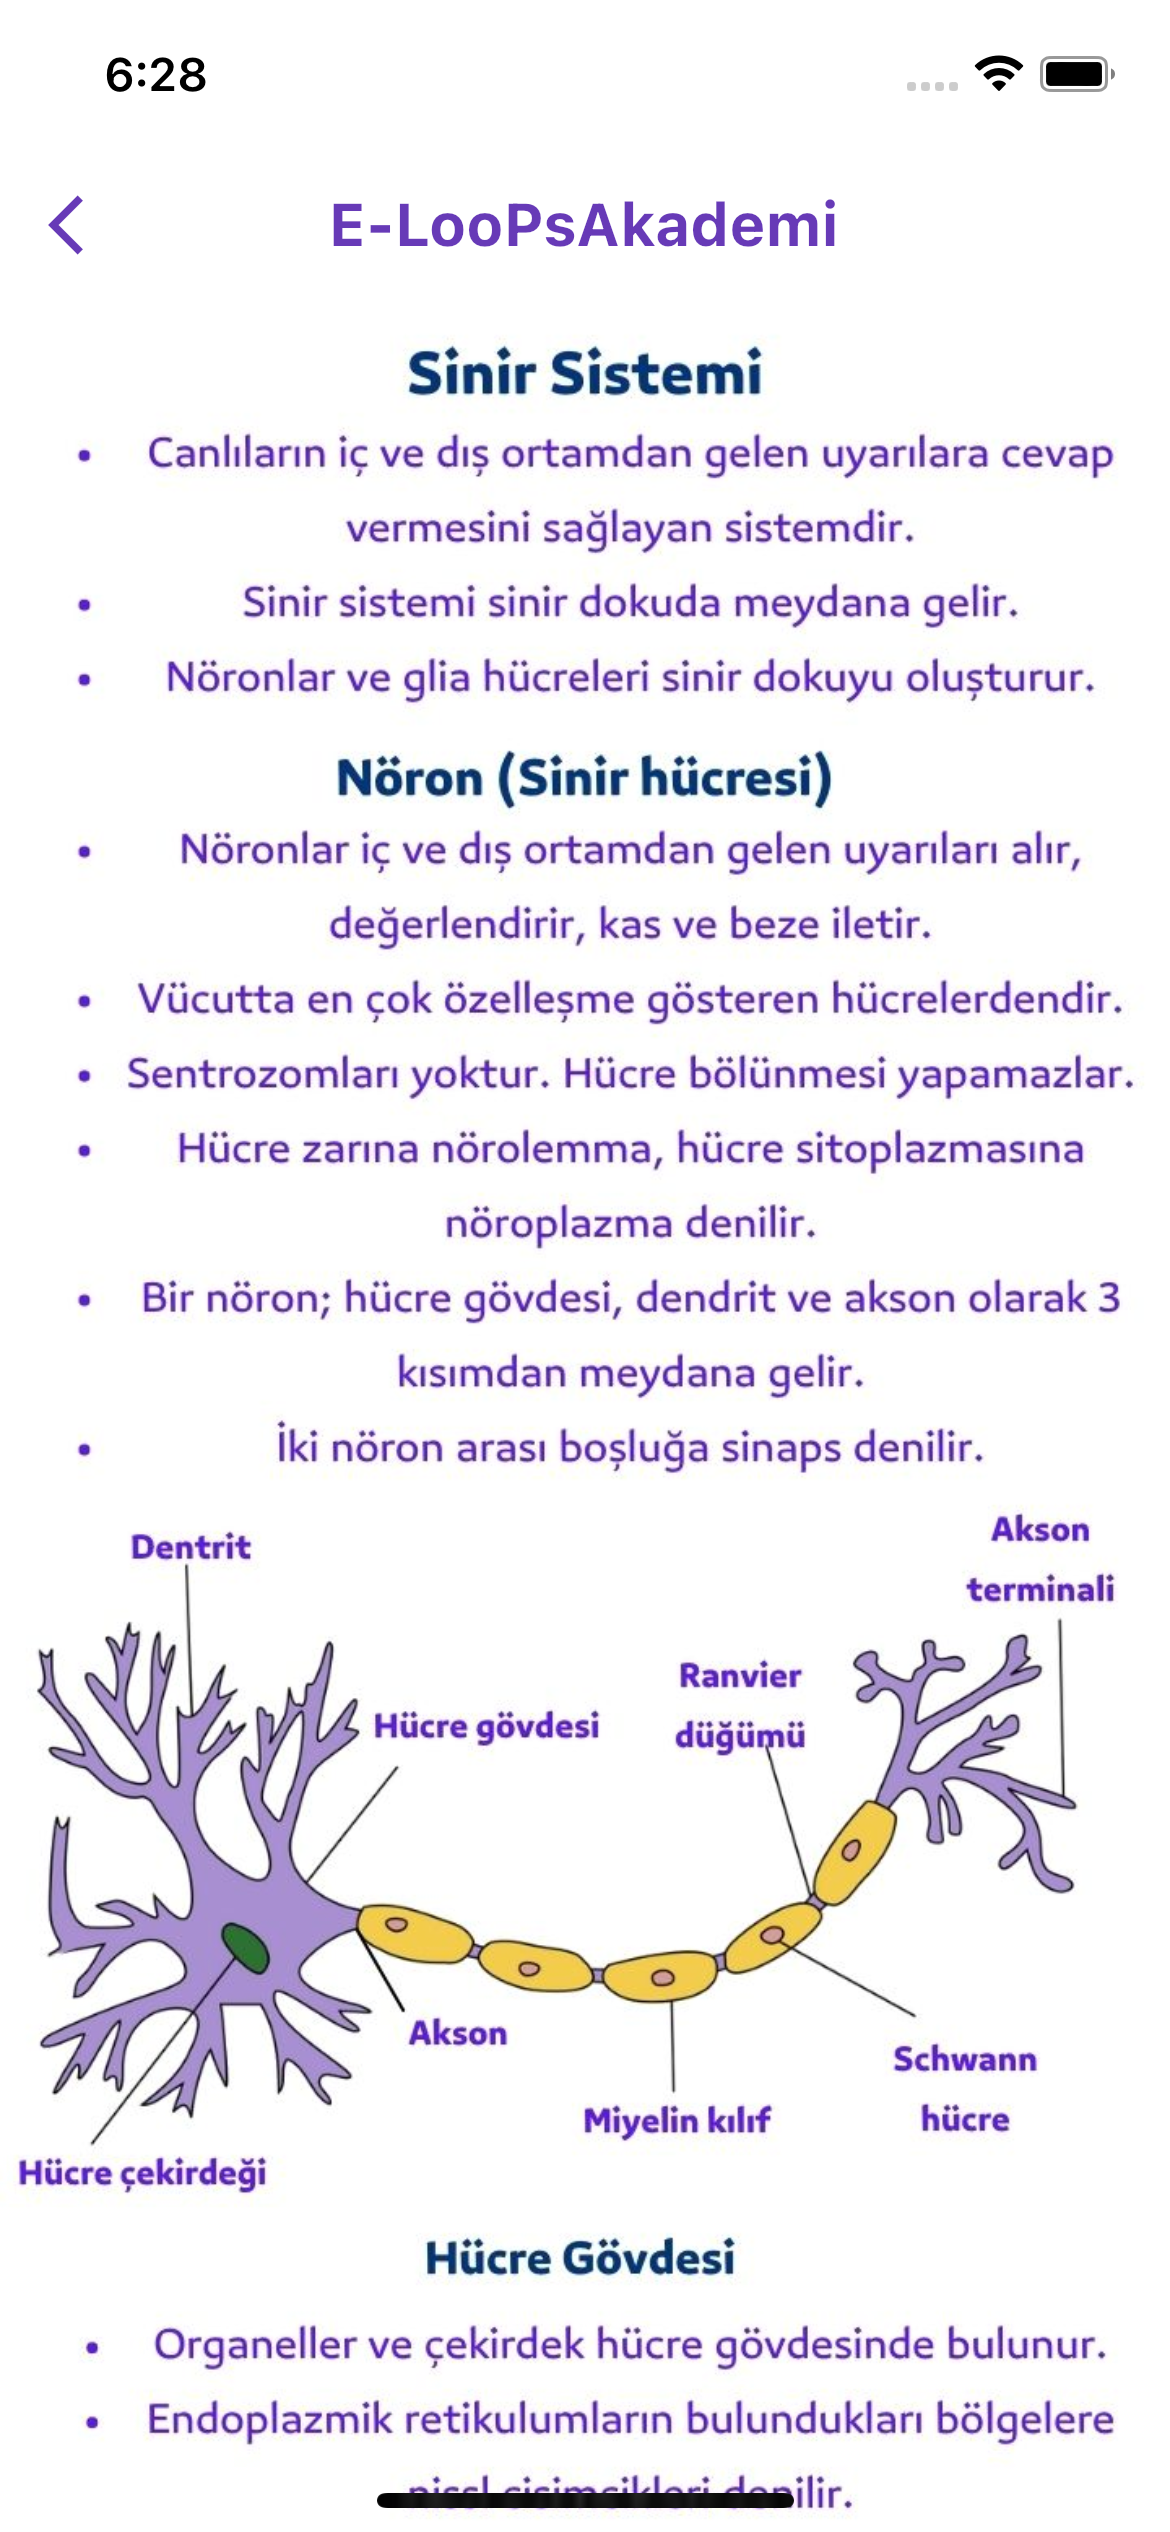 6:28
E-LooPsAkademi
Sinir Sistemi
• Canlıların iç ve dış ortamdan gelen uyarılara cevap
vermesini sağlayan sistemdir.
• Sinir sistemi sinir dokuda meydana gelir.
• Nöronlar ve glia hücreleri sinir dokuyu oluşturur.
Nöron (Sinir hücresi)
• Nöronlar iç ve dış ortamdan gelen uyarıları alır,
değerlendirir, kas ve beze iletir.
• Vücutta en çok özelleşme gösteren hücrelerdendir.
• Sentrozomları yoktur. Hücre bölünmesi yapamazlar.
• Hücre zarına nörolemma, hücre sitoplazmasına
nöroplazma denilir.
• Bir nöron; hücre gövdesi, dendrit ve akson olarak 3
kısımdan meydana gelir.
• İki nöron arası boşluğa sinaps denilir.
Dentrit
Akson
terminali
Ranvier
düğümü
Hücre gövdesi
Akson
Schwann
hücre
Miyelin kılıf
Hücre çekirdeği
Hücre Gövdesi
• Organeller ve çekirdek hücre gövdesinde bulunur.
• Endoplazmik retikulumların bulundukları bölgelere
nissl cisimcikleri denilir.